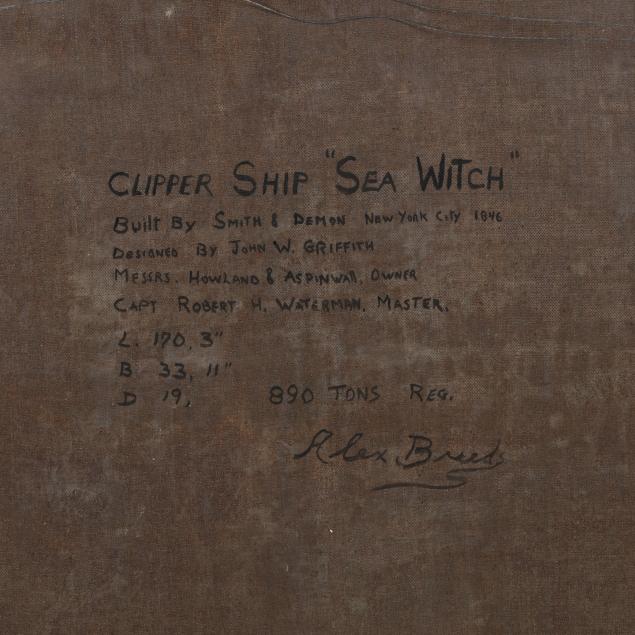 CLIPPER SHIP "SEA WITCH"
Built By SMITH & DEMON NEW YORK CITY 1846
DESIGNED BY JOHN W. GRIFFITH
MESSRS. HOWLAND & ASPINWAll, OWNER
CAPT ROBERT H. WATERMAN, MASTER.
L. 170, 3"
B 33, 11"
D 19, 890 TONS REG.
Alex Breed